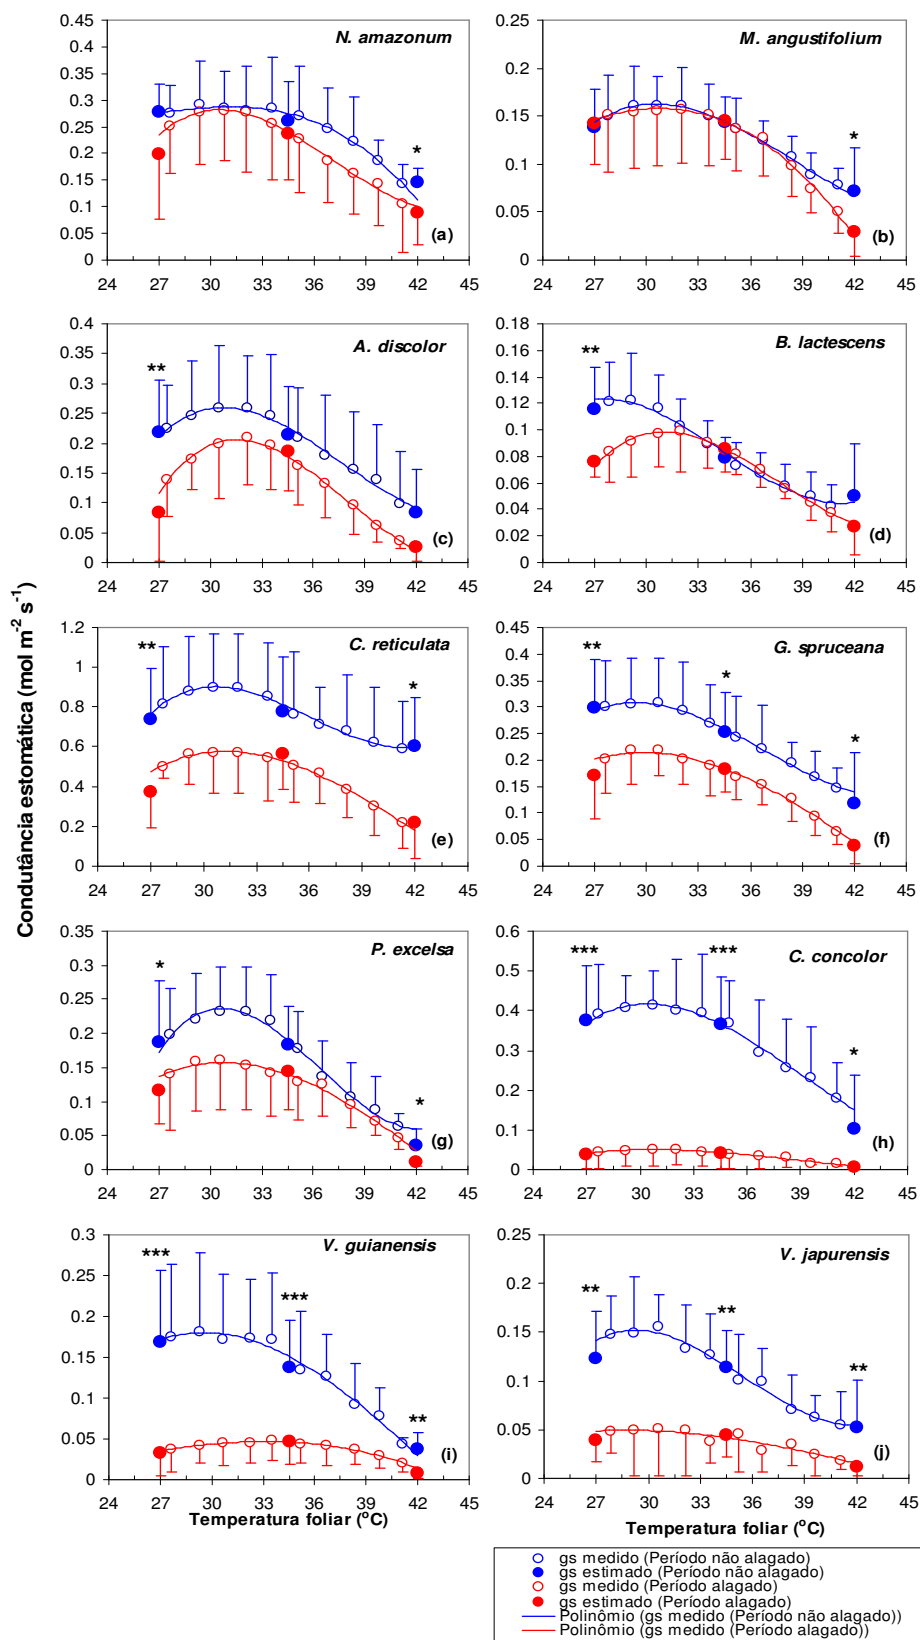 N. amazonum
0.45
0.4
0.35
0.3
0.25
0.2
0.15
0.1
0.05
0
*
(a)
24 27 30 33 36 39 42 45
M. angustifolium
0.25
0.2
0.15
0.1
0.05
0
*
(b)
24 27 30 33 36 39 42 45
A. discolor
0.4
0.35
0.3
0.25
0.2
0.15
0.1
0.05
0
**
(c)
24 27 30 33 36 39 42 45
B. lactescens
0.18
0.16
0.14
0.12
0.1
0.08
0.06
0.04
0.02
0
**
(d)
24 27 30 33 36 39 42 45
Condutância estomática (mol m⁻² s⁻¹)
C. reticulata
1.2
1
0.8
0.6
0.4
0.2
0
**
*
(e)
24 27 30 33 36 39 42 45
G. spruceana
0.45
0.4
0.35
0.3
0.25
0.2
0.15
0.1
0.05
0
**
*
*
(f)
24 27 30 33 36 39 42 45
P. excelsa
0.35
0.3
0.25
0.2
0.15
0.1
0.05
0
*
*
(g)
24 27 30 33 36 39 42 45
C. concolor
0.6
0.5
0.4
0.3
0.2
0.1
0
***
***
*
(h)
24 27 30 33 36 39 42 45
V. guianensis
0.3
0.25
0.2
0.15
0.1
0.05
0
***
***
**
(i)
24 27 30 33 36 39 42 45
Temperatura foliar (°C)
V. japurensis
0.25
0.2
0.15
0.1
0.05
0
**
**
**
(j)
24 27 30 33 36 39 42 45
Temperatura foliar (°C)
gs medido (Período não alagado)
gs estimado (Período não alagado)
gs medido (Período alagado)
gs estimado (Período alagado)
Polinômio (gs medido (Período não alagado))
Polinômio (gs medido (Período alagado))